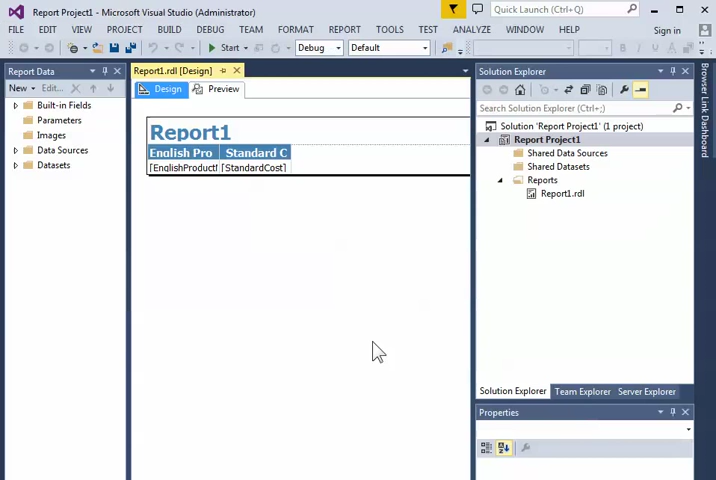 Report Project1 - Microsoft Visual Studio (Administrator)
Quick Launch (Ctrl+Q)
FILE EDIT VIEW PROJECT BUILD DEBUG TEAM FORMAT REPORT TOOLS TEST ANALYZE WINDOW Sign in
Start Debug Default
Report Data
New Edit...
Built-in Fields
Parameters
Images
Data Sources
Datasets
Report1.rdl [Design]
Design Preview
Report1
English Pro Standard C
[EnglishProductN [StandardCost]
Solution Explorer
Search Solution Explorer (Ctrl+;)
Solution 'Report Project1' (1 project)
Report Project1
Shared Data Sources
Shared Datasets
Reports
Report1.rdl
Solution Explorer Team Explorer Server Explorer
Properties
Browser Link Dashboard